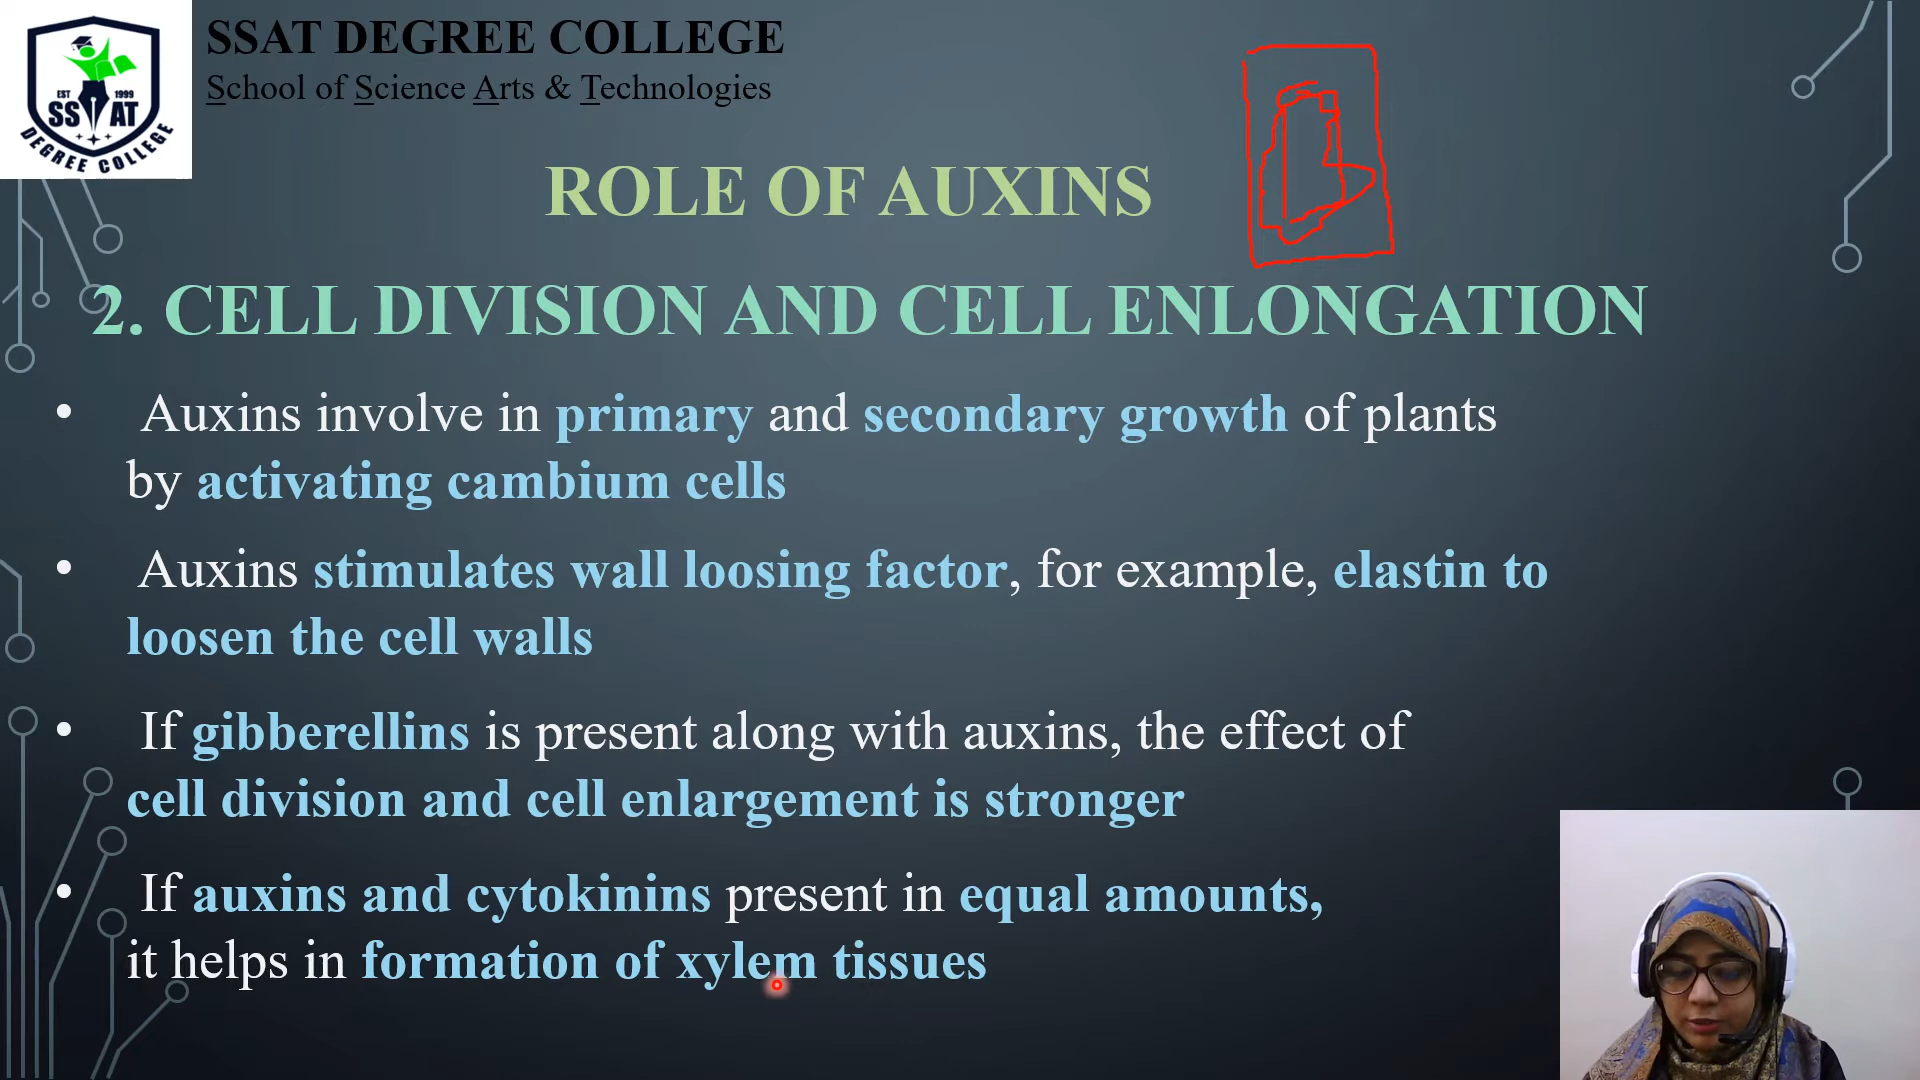 SSAT DEGREE COLLEGE
School of Science Arts & Technologies
EST 1999
SSAT
DEGREE COLLEGE
ROLE OF AUXINS
2. CELL DIVISION AND CELL ENLONGATION
• Auxins involve in primary and secondary growth of plants
by activating cambium cells
• Auxins stimulates wall loosing factor, for example, elastin to
loosen the cell walls
• If gibberellins is present along with auxins, the effect of
cell division and cell enlargement is stronger
• If auxins and cytokinins present in equal amounts,
it helps in formation of xylem tissues